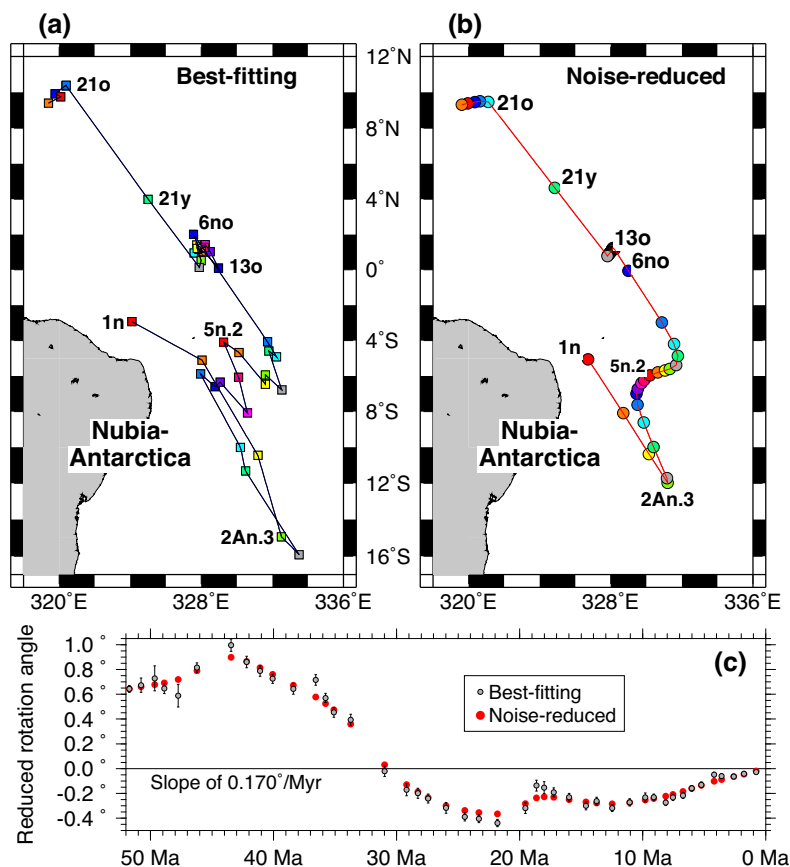 (a)
Best-fitting
21o
21y
6no
13o
1n
5n.2
Nubia-
Antarctica
2An.3
320˚E
328˚E
336˚E
12˚N
8˚N
4˚N
0˚
4˚S
8˚S
12˚S
16˚S
(b)
Noise-reduced
21o
21y
13o
6no
1n
5n.2
Nubia-
Antarctica
2An.3
320˚E
328˚E
336˚E
Reduced rotation angle
1.0 ˚
0.8 ˚
0.6 ˚
0.4 ˚
0.2 ˚
0.0 ˚
-0.2 ˚
-0.4 ˚
(c)
Best-fitting
Noise-reduced
Slope of 0.170˚/Myr
50 Ma
40 Ma
30 Ma
20 Ma
10 Ma
0 Ma